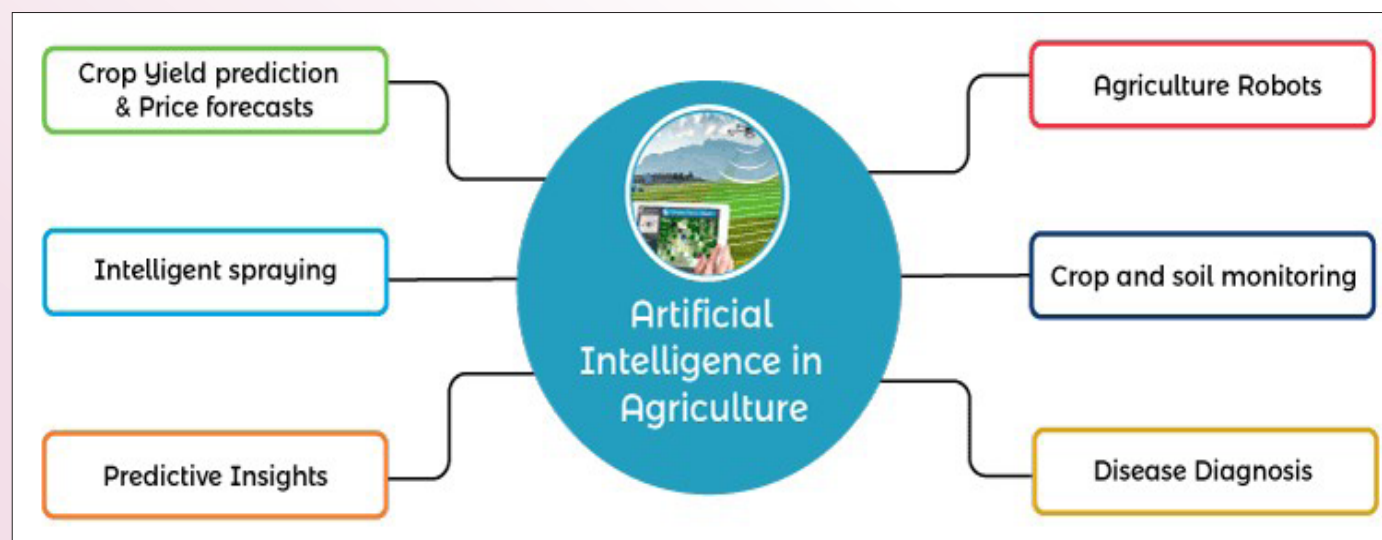 Crop Yield prediction
& Price forecasts
Intelligent spraying
Predictive Insights
Artificial
Intelligence in
Agriculture
Agriculture Robots
Crop and soil monitoring
Disease Diagnosis